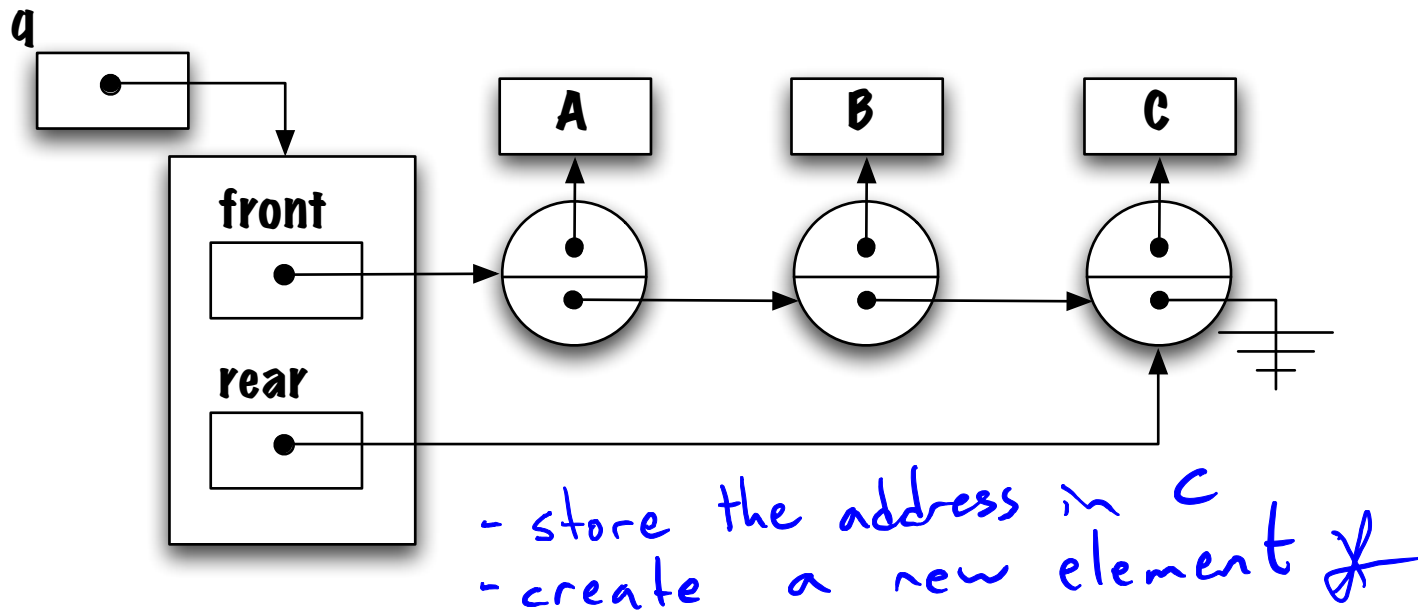 q
A
B
C
front
rear
- store the address in C
- create a new element *